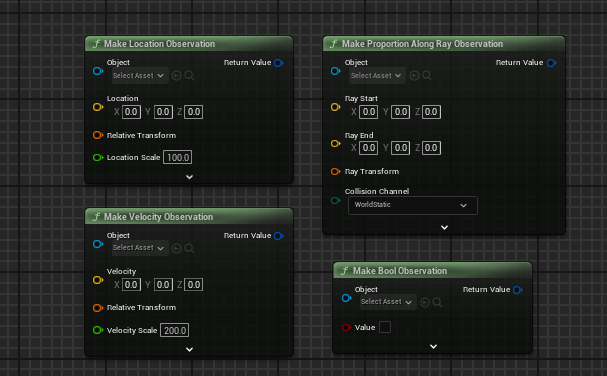 Make Location Observation
Object
Select Asset
Return Value
Location
X 0.0 Y 0.0 Z 0.0
Relative Transform
Location Scale 100.0
Make Proportion Along Ray Observation
Object
Select Asset
Return Value
Ray Start
X 0.0 Y 0.0 Z 0.0
Ray End
X 0.0 Y 0.0 Z 0.0
Ray Transform
Collision Channel
WorldStatic
Make Velocity Observation
Object
Select Asset
Return Value
Velocity
X 0.0 Y 0.0 Z 0.0
Relative Transform
Velocity Scale 200.0
Make Bool Observation
Object
Select Asset
Return Value
Value